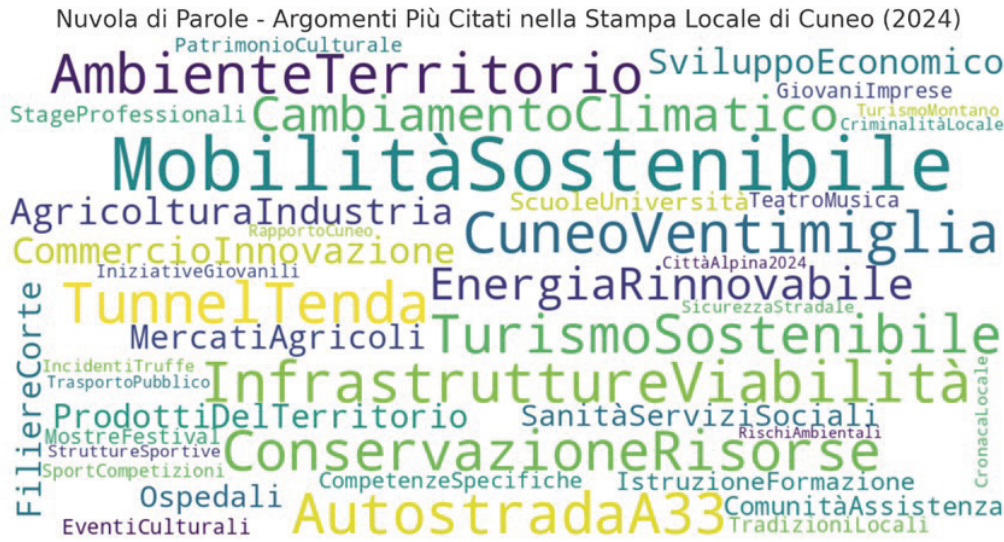 Nuvola di Parole - Argomenti Più Citati nella Stampa Locale di Cuneo (2024)
PatrimonioCulturale
AmbienteTerritorio
SviluppoEconomico
GiovaniImprese
StageProfessionali
CambiamentoClimatico
TurismoMontano
CriminalitàLocale
MobilitàSostenibile
AgricolturaIndustria
ScuoleUniversità
TeatroMusica
RapportoCuneo
CuneoVentimiglia
CommercioInnovazione
IniziativeGiovanili
CittàAlpina2024
EnergiaRinnovabile
TunnelTenda
SicurezzaStradale
MercatiAgricoli
TurismoSostenibile
FiliereCorte
IncidentiTruffe
TrasportoPubblico
InfrastruttureViabilità
CronacaLocale
ProdottiDelTerritorio
SanitàServiziSociali
MostreFestival
RischiAmbientali
StruttureSportive
ConservazioneRisorse
SportCompetizioni
CompetenzeSpecifiche
IstruzioneFormazione
Ospedali
AutostradaA33
ComunitàAssistenza
EventiCulturali
TradizioniLocali